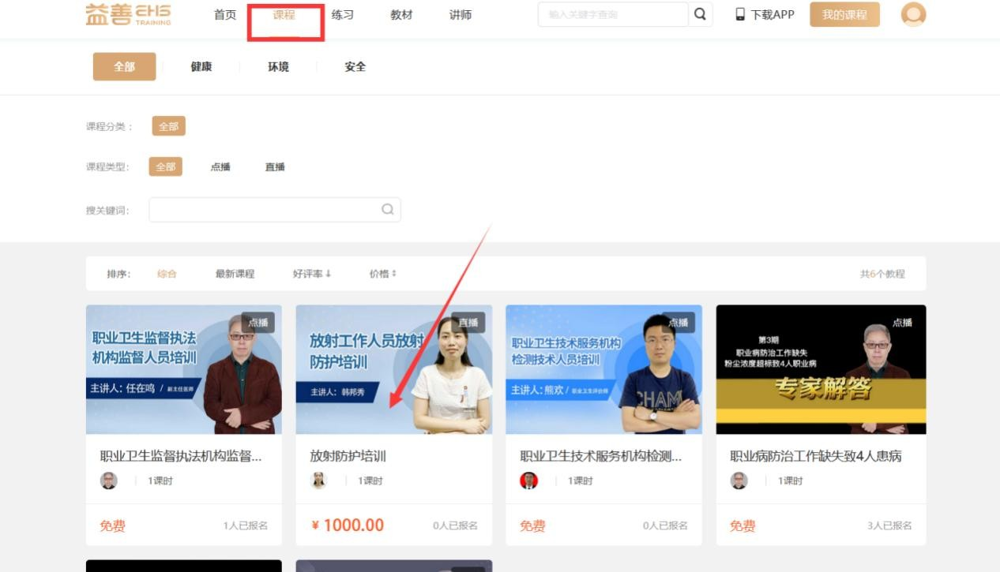 益善 EHS
TRAINING
首页
课程
练习
教材
讲师
输入关键字查询
下载APP
我的课程
全部
健康
环境
安全
课程分类：
全部
课程类型：
全部
点播
直播
搜关键词：
排序：
综合
最新课程
好评率
价格
共6个教程
点播
职业卫生监督执法
机构监督人员培训
主讲人：任在鸣 / 副主任医师
直播
放射工作人员放射
防护培训
主讲人：韩邦秀
点播
职业卫生技术服务机构
检测技术人员培训
主讲人：熊欢 / 职业卫生评价师
CHAM
点播
第3期
职业病防治工作缺失
粉尘浓度超标致4人职业病
专家解答
职业卫生监督执法机构监督...
1课时
免费
1人已报名
放射防护培训
1课时
¥ 1000.00
0人已报名
职业卫生技术服务机构检测...
1课时
免费
0人已报名
职业病防治工作缺失致4人患病
1课时
免费
3人已报名